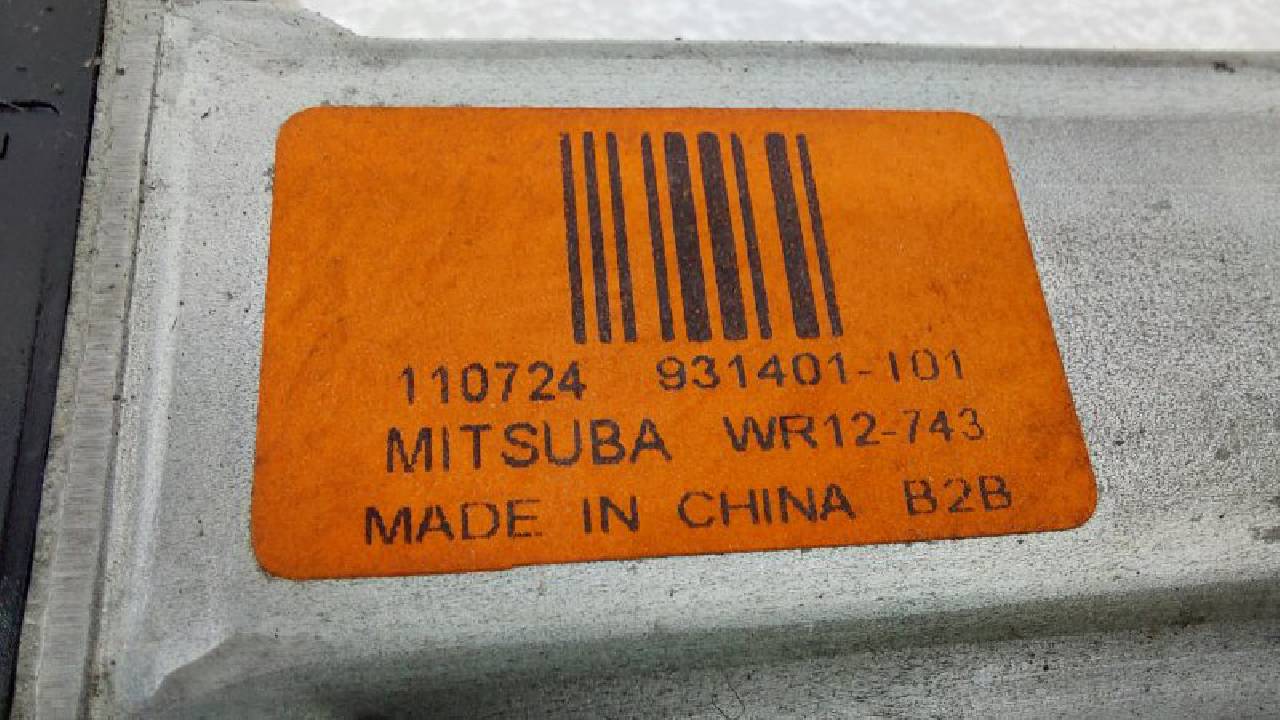 110724 931401-101
MITSUBA WR12-743
MADE IN CHINA B2B